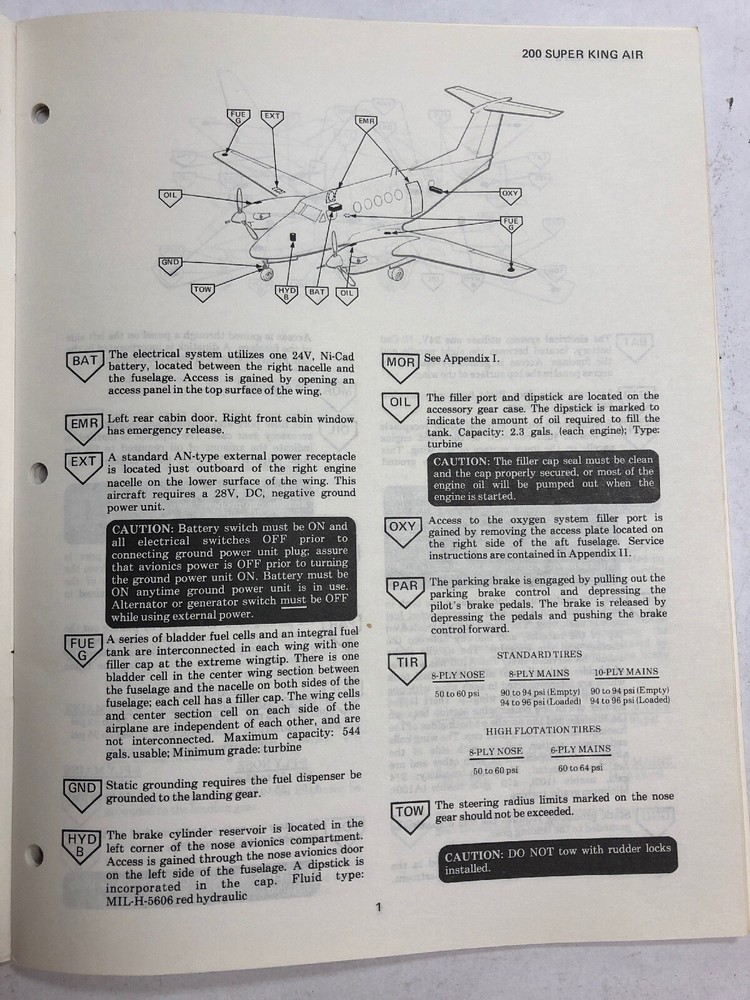 200 SUPER KING AIR
FUE
G
EXT
EMR
OIL
OXY
FUE
G
GND
TOW
HYD
B
BAT
OIL
BAT
The electrical system utilizes one 24V, Ni-Cad
battery, located between the right nacelle and
the fuselage. Access is gained by opening an
access panel in the top surface of the wing.
EMR
Left rear cabin door. Right front cabin window
has emergency release.
EXT
A standard AN-type external power receptacle
is located just outboard of the right engine
nacelle on the lower surface of the wing. This
aircraft requires a 28V, DC, negative ground
power unit.
CAUTION: Battery switch must be ON and
all electrical switches OFF prior to
connecting ground power unit plug; assure
that avionics power is OFF prior to turning
the ground power unit ON. Battery must be
ON anytime ground power unit is in use.
Alternator or generator switch must be OFF
while using external power.
FUE
G
A series of bladder fuel cells and an integral fuel
tank are interconnected in each wing with one
filler cap at the extreme wingtip. There is one
bladder cell in the center wing section between
the fuselage and the nacelle on both sides of the
fuselage; each cell has a filler cap. The wing cells
and center section cell on each side of the
airplane are independent of each other, and are
not interconnected. Maximum capacity: 544
gals. usable; Minimum grade: turbine
GND
Static grounding requires the fuel dispenser be
grounded to the landing gear.
HYD
B
The brake cylinder reservoir is located in the
left corner of the nose avionics compartment.
Access is gained through the nose avionics door
on the left side of the fuselage. A dipstick is
incorporated in the cap. Fluid type:
MIL-H-5606 red hydraulic
MOR
See Appendix I.
OIL
The filler port and dipstick are located on the
accessory gear case. The dipstick is marked to
indicate the amount of oil required to fill the
tank. Capacity: 2.3 gals. (each engine); Type:
turbine
CAUTION: The filler cap seal must be clean
and the cap properly secured, or most of the
engine oil will be pumped out when the
engine is started.
OXY
Access to the oxygen system filler port is
gained by removing the access plate located on
the right side of the aft fuselage. Service
instructions are contained in Appendix II.
PAR
The parking brake is engaged by pulling out the
parking brake control and depressing the
pilot's brake pedals. The brake is released by
depressing the pedals and pushing the brake
control forward.
TIR
STANDARD TIRES
8-PLY NOSE 8-PLY MAINS 10-PLY MAINS
50 to 60 psi 90 to 94 psi (Empty) 90 to 94 psi (Empty)
94 to 96 psi (Loaded) 94 to 96 psi (Loaded)
HIGH FLOTATION TIRES
8-PLY NOSE 6-PLY MAINS
50 to 60 psi 60 to 64 psi
TOW
The steering radius limits marked on the nose
gear should not be exceeded.
CAUTION: DO NOT tow with rudder locks
installed.
1